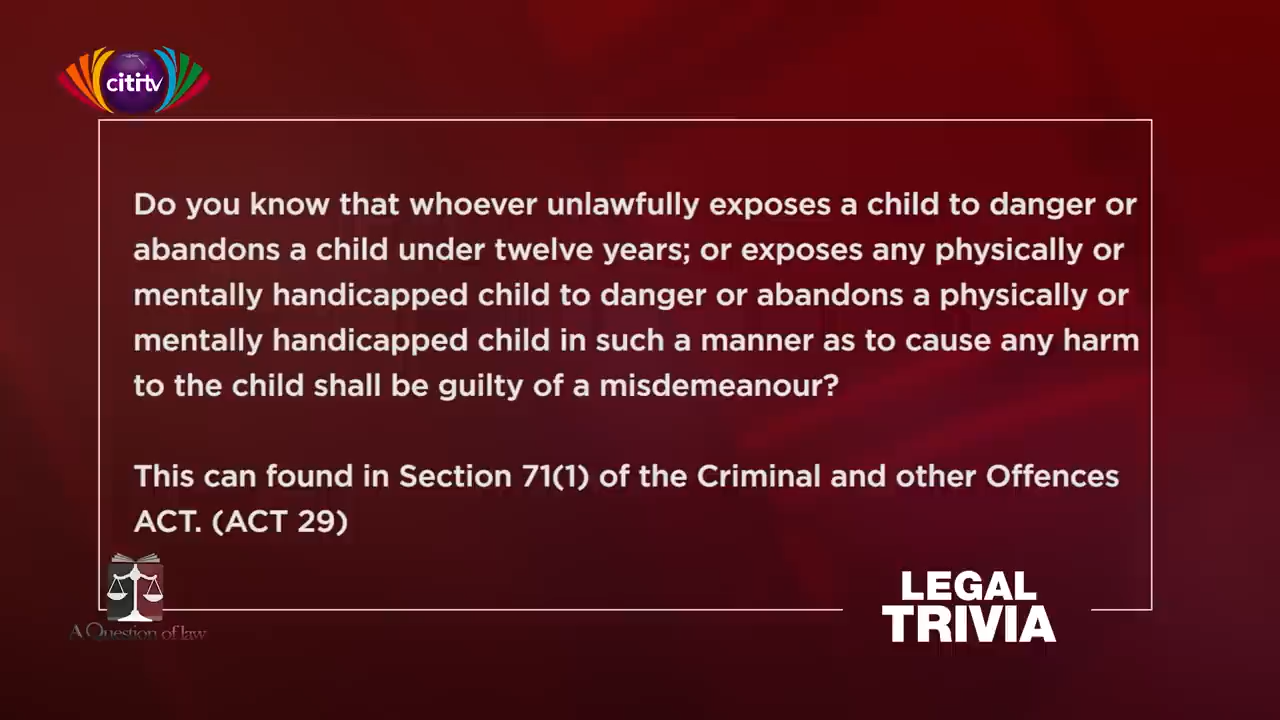 cititv
Do you know that whoever unlawfully exposes a child to danger or
abandons a child under twelve years; or exposes any physically or
mentally handicapped child to danger or abandons a physically or
mentally handicapped child in such a manner as to cause any harm
to the child shall be guilty of a misdemeanour?
This can found in Section 71(1) of the Criminal and other Offences
ACT. (ACT 29)
A Question of law
LEGAL
TRIVIA